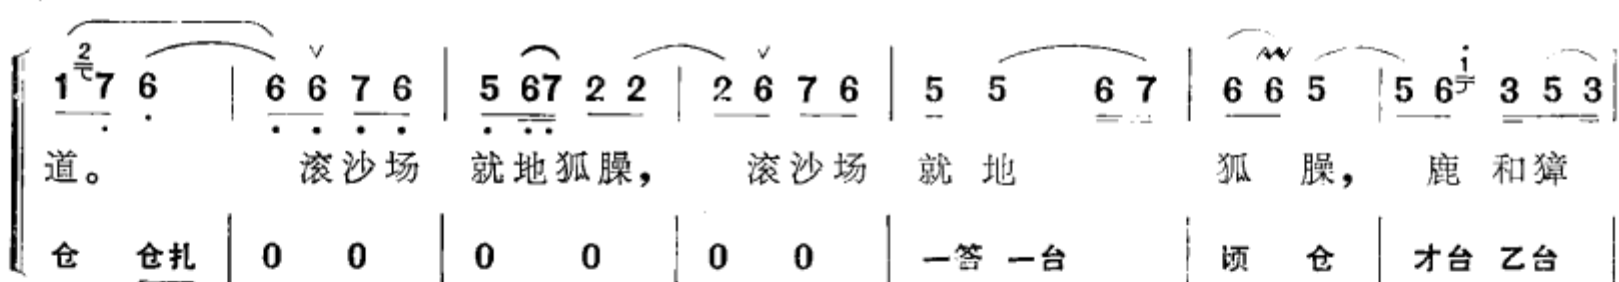 1 2 7 6 | 6 6 7 6 | 5 67 2 2 | 2 6 7 6 | 5 5 6 7 | 6 6 5 | 5 6 1 3 5 3
道。 滚沙场 就地狐臊， 滚沙场 就地 狐臊， 鹿和獐
仓 仓扎 | 0 0 | 0 0 | 0 0 | 一答 一台 | 顷 仓 | 才台 乙台